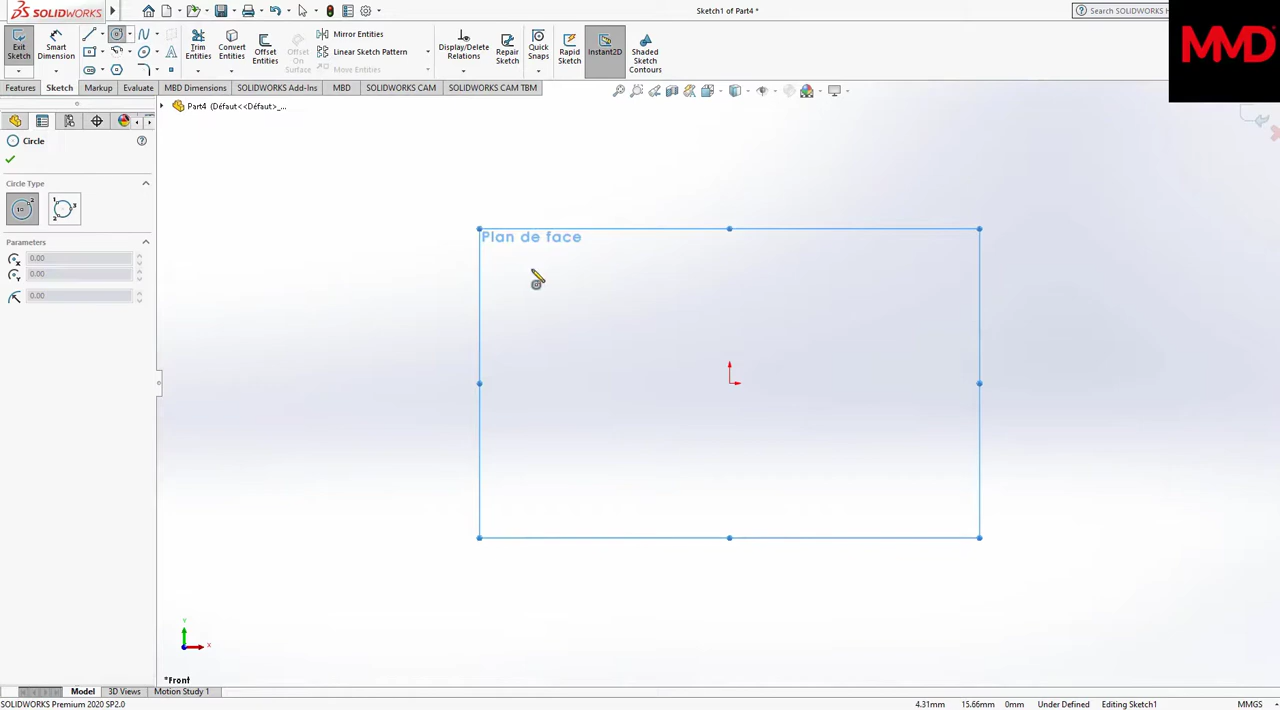 SOLIDWORKS
Sketch1 of Part4 *
Search SOLIDWORKS H
MMD
Exit Sketch
Smart Dimension
Trim Entities
Convert Entities
Offset Entities
Offset On Surface
Mirror Entities
Linear Sketch Pattern
Move Entities
Display/Delete Relations
Repair Sketch
Quick Snaps
Rapid Sketch
Instant2D
Shaded Sketch Contours
Features
Sketch
Markup
Evaluate
MBD Dimensions
SOLIDWORKS Add-Ins
MBD
SOLIDWORKS CAM
SOLIDWORKS CAM TBM
Part4 (Défaut<<Défaut>_...
Circle
Circle Type
Parameters
0.00
0.00
0.00
Plan de face
Y
X
*Front
Model
3D Views
Motion Study 1
SOLIDWORKS Premium 2020 SP2.0
4.31mm
15.66mm
0mm
Under Defined
Editing Sketch1
MMGS